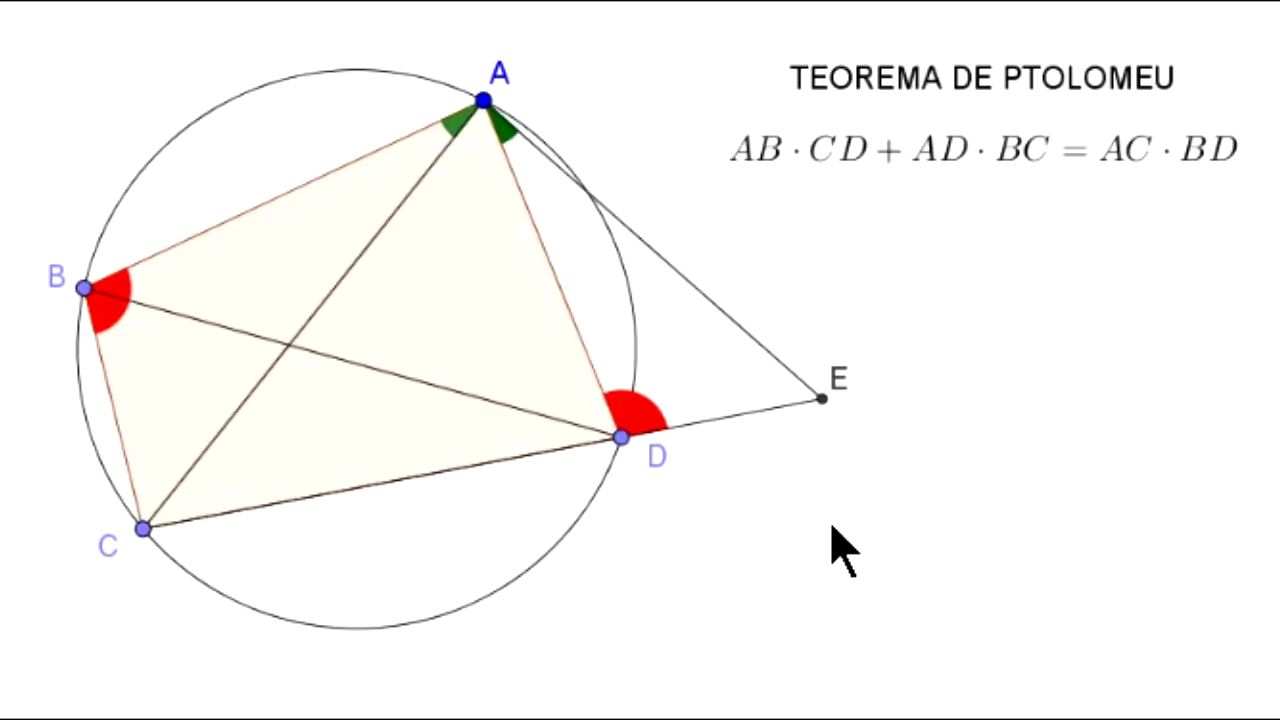 A
TEOREMA DE PTOLOMEU
AB · CD + AD · BC = AC · BD
B
E
D
C